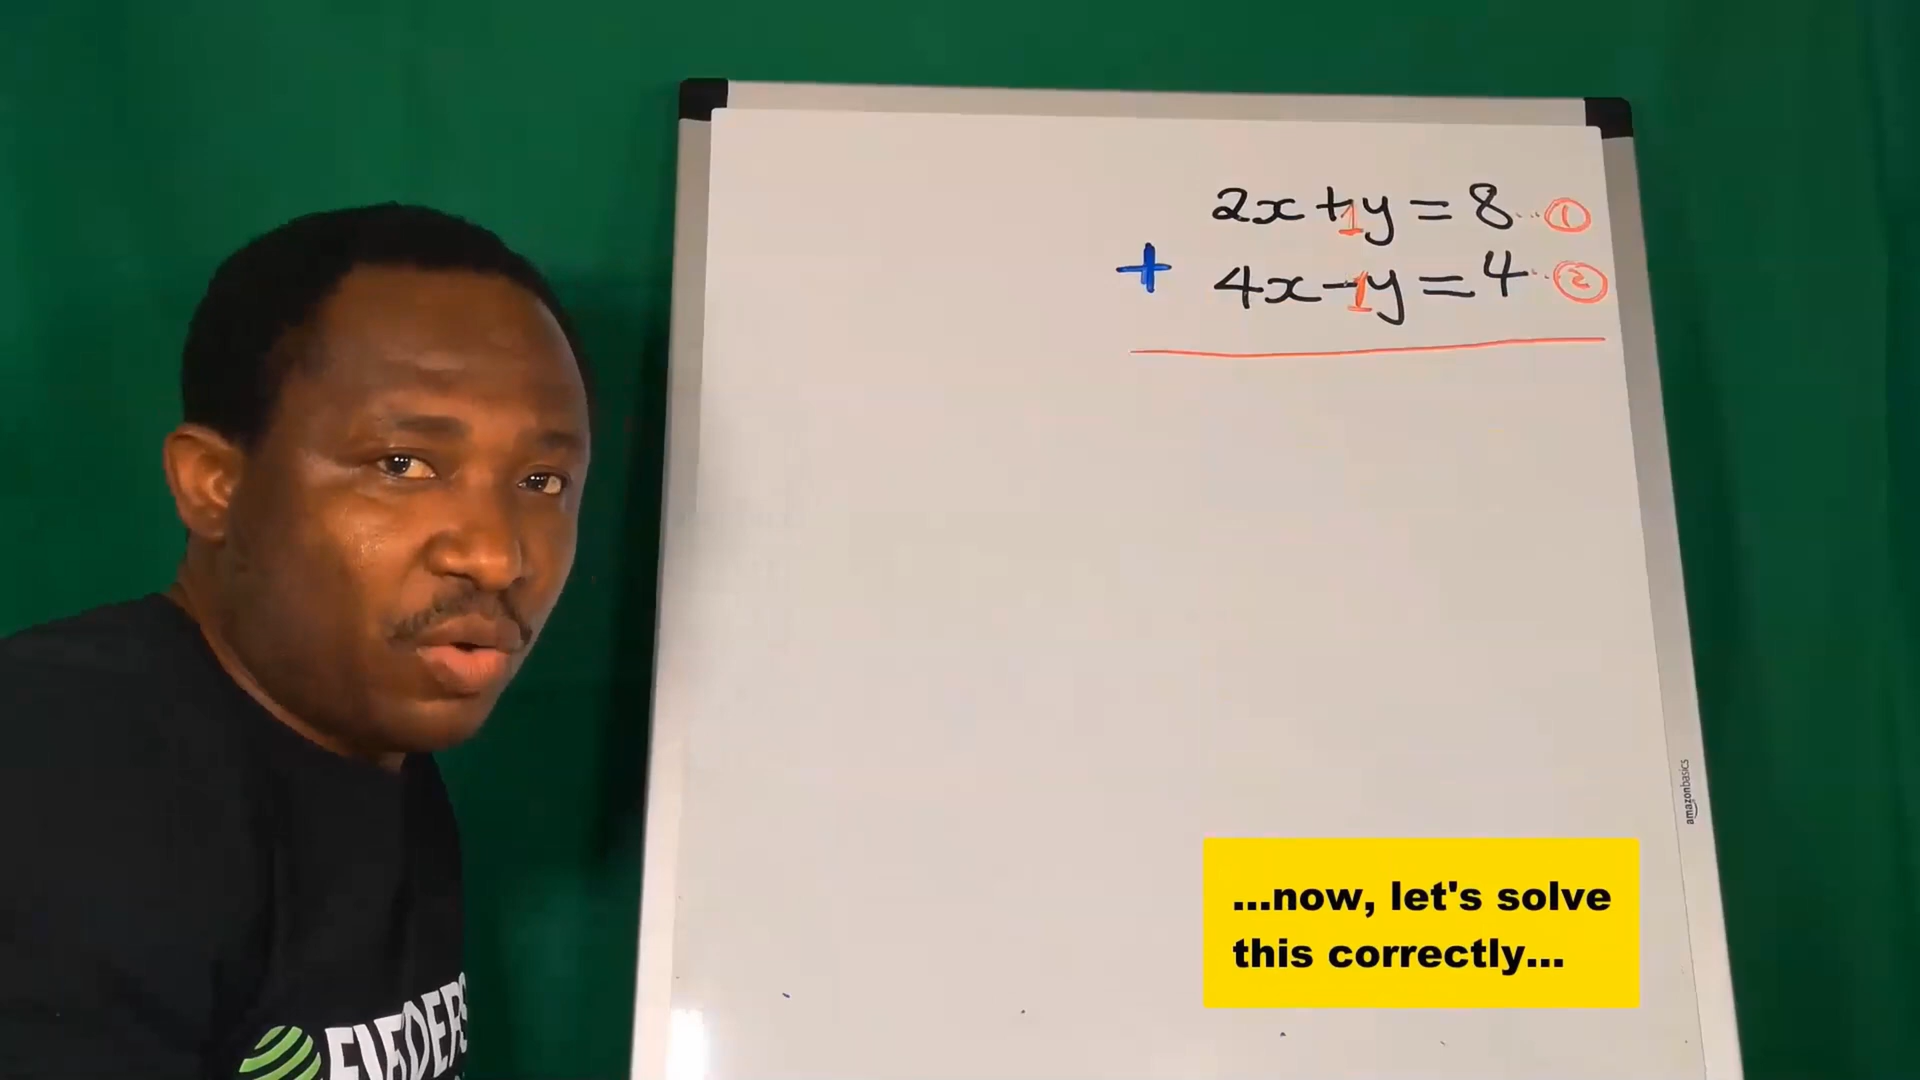 2x+1y=8...①
+ 4x-1y=4...②
...now, let's solve
this correctly...
amazonbasics